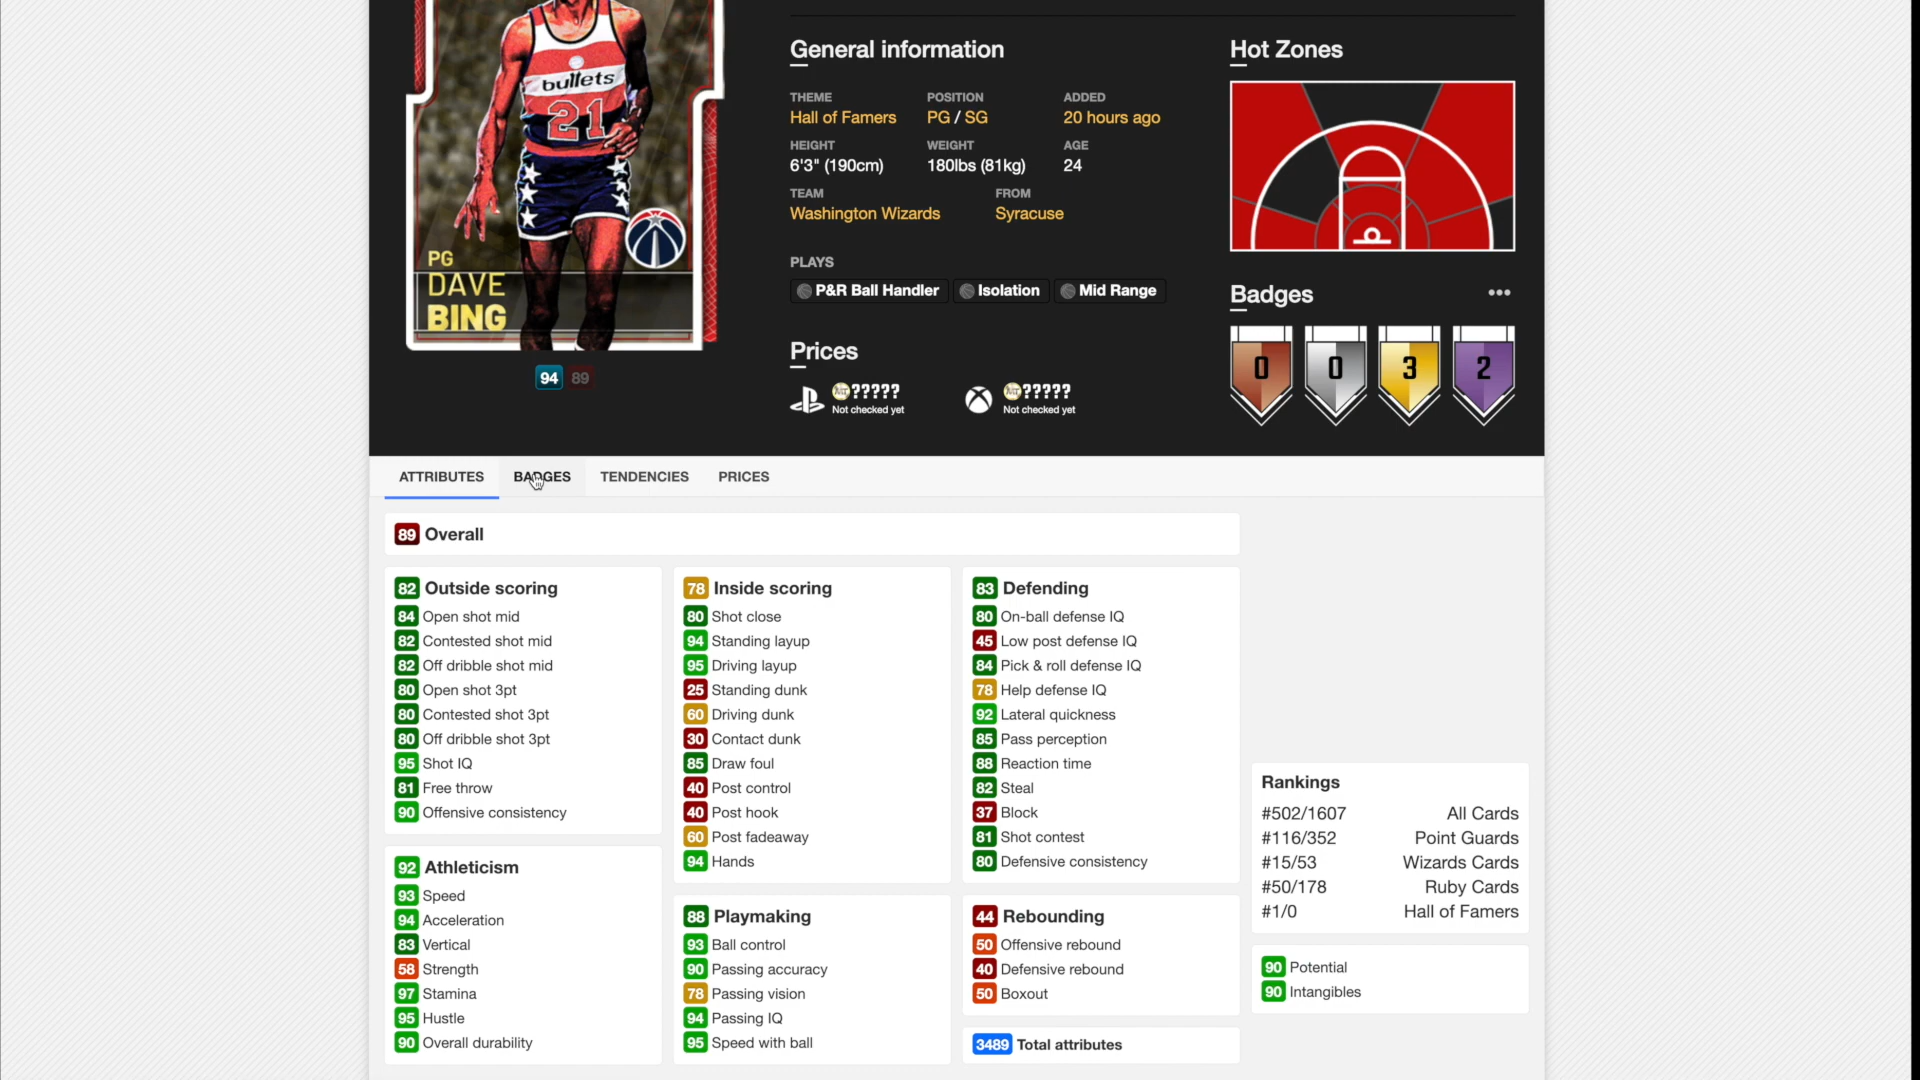 bullets
21
PG
DAVE
BING
94 89
General information
THEME POSITION ADDED
Hall of Famers PG / SG 20 hours ago
HEIGHT WEIGHT AGE
6'3" (190cm) 180lbs (81kg) 24
TEAM FROM
Washington Wizards Syracuse
PLAYS
P&R Ball Handler Isolation Mid Range
Prices
????? ?????
Not checked yet Not checked yet
Hot Zones
Badges •••
0 0 3 2
ATTRIBUTES BADGES TENDENCIES PRICES
89 Overall
82 Outside scoring
84 Open shot mid
82 Contested shot mid
82 Off dribble shot mid
80 Open shot 3pt
80 Contested shot 3pt
80 Off dribble shot 3pt
95 Shot IQ
81 Free throw
90 Offensive consistency
92 Athleticism
93 Speed
94 Acceleration
83 Vertical
58 Strength
97 Stamina
95 Hustle
90 Overall durability
78 Inside scoring
80 Shot close
94 Standing layup
95 Driving layup
25 Standing dunk
60 Driving dunk
30 Contact dunk
85 Draw foul
40 Post control
40 Post hook
60 Post fadeaway
94 Hands
88 Playmaking
93 Ball control
90 Passing accuracy
78 Passing vision
94 Passing IQ
95 Speed with ball
83 Defending
80 On-ball defense IQ
45 Low post defense IQ
84 Pick & roll defense IQ
78 Help defense IQ
92 Lateral quickness
85 Pass perception
88 Reaction time
82 Steal
37 Block
81 Shot contest
80 Defensive consistency
44 Rebounding
50 Offensive rebound
40 Defensive rebound
50 Boxout
3489 Total attributes
Rankings
#502/1607 All Cards
#116/352 Point Guards
#15/53 Wizards Cards
#50/178 Ruby Cards
#1/0 Hall of Famers
90 Potential
90 Intangibles